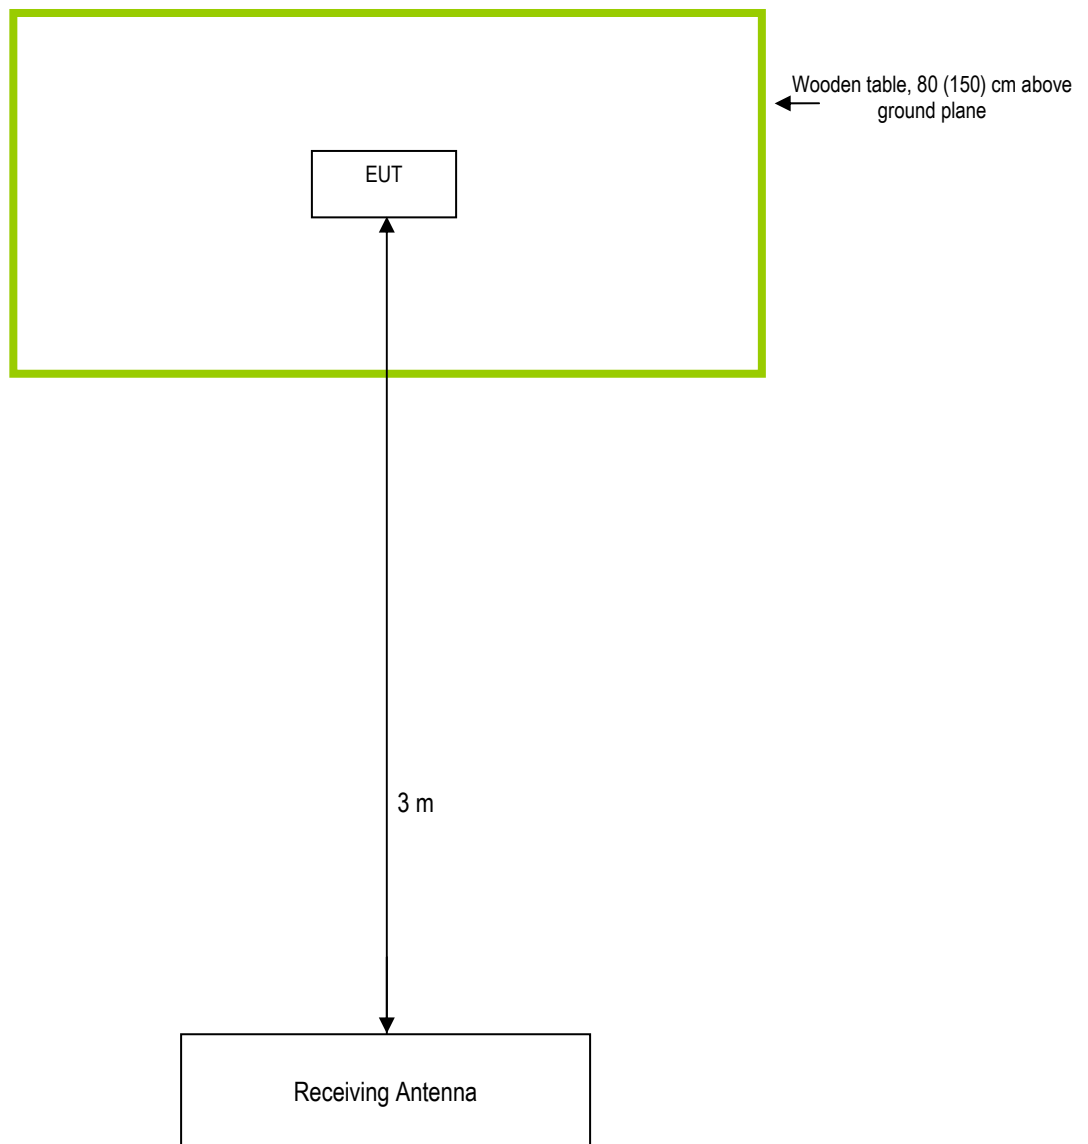 Wooden table, 80 (150) cm above
ground plane
EUT
3 m
Receiving Antenna